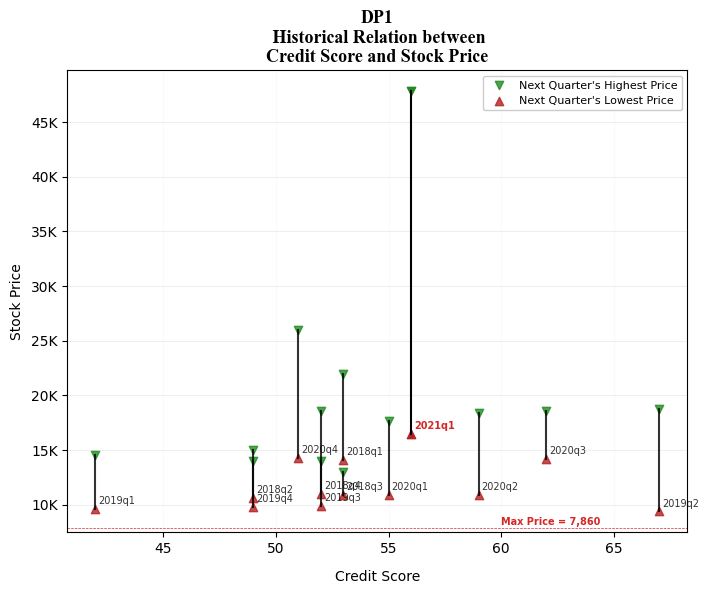 DP1
Historical Relation between
Credit Score and Stock Price
Next Quarter's Highest Price
Next Quarter's Lowest Price
45K
40K
35K
30K
25K
20K
15K
10K
Stock Price
2021q1
2020q4
2018q1
2020q3
2018q2
2018q4
2018q3
2020q1
2020q2
2019q1
2019q4
2019q3
2019q2
Max Price = 7,860
45
50
55
60
65
Credit Score